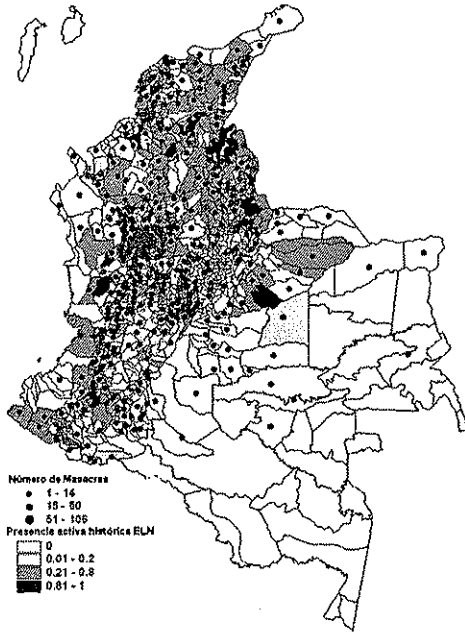 Número de Masacres
1 - 14
15 - 50
51 - 106
Presencia activa histórica ELN
0
0,01 - 0.2
0.21 - 0.8
0.81 - 1